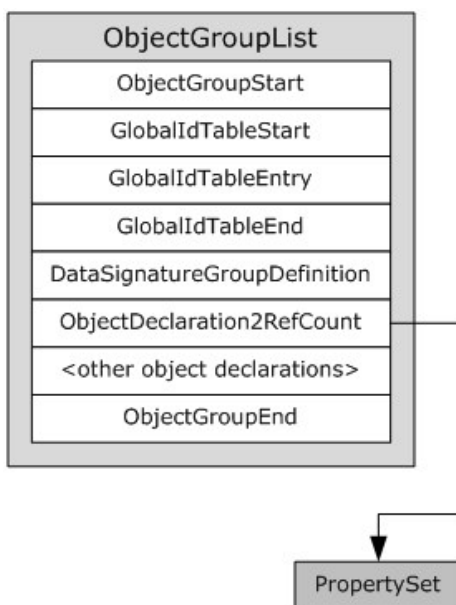 ObjectGroupList
ObjectGroupStart
GlobalIdTableStart
GlobalIdTableEntry
GlobalIdTableEnd
DataSignatureGroupDefinition
ObjectDeclaration2RefCount
<other object declarations>
ObjectGroupEnd
PropertySet